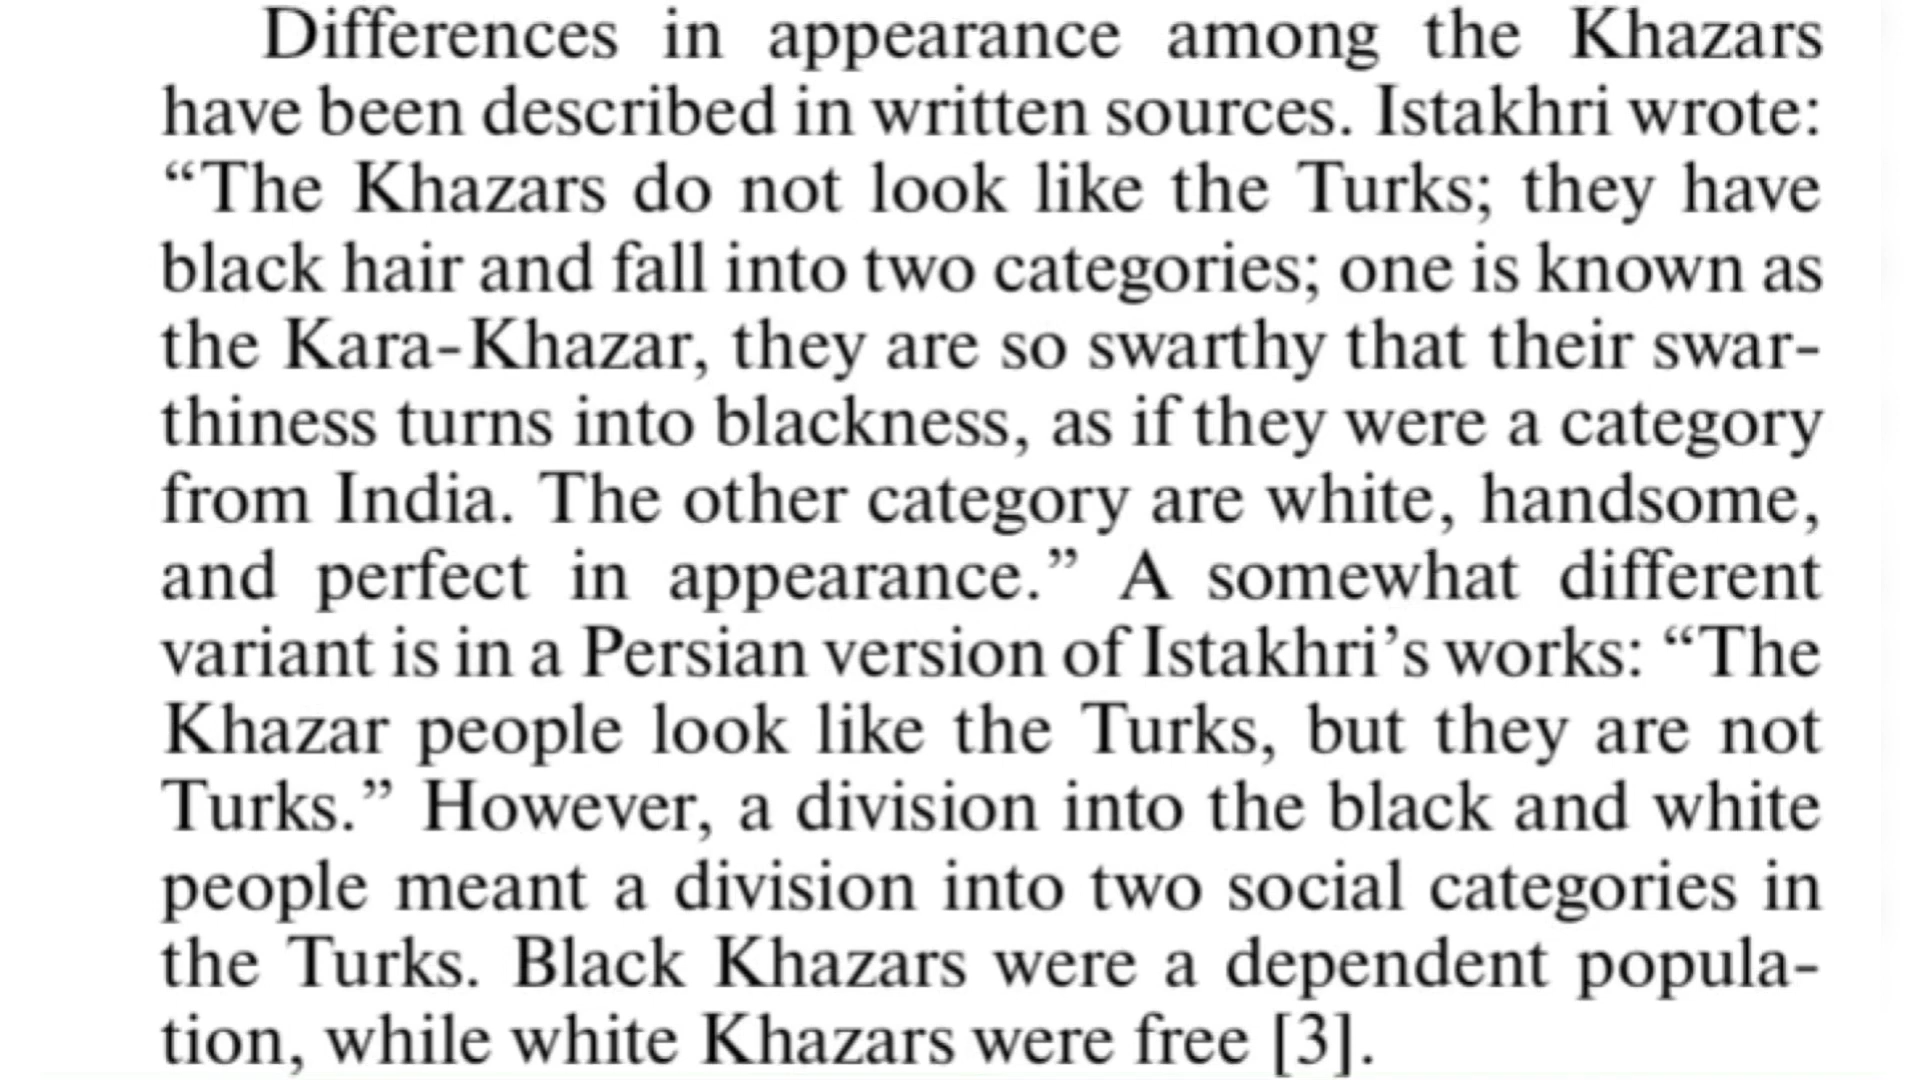 Differences in appearance among the Khazars
have been described in written sources. Istakhri wrote:
“The Khazars do not look like the Turks; they have
black hair and fall into two categories; one is known as
the Kara-Khazar, they are so swarthy that their swar-
thiness turns into blackness, as if they were a category
from India. The other category are white, handsome,
and perfect in appearance.” A somewhat different
variant is in a Persian version of Istakhri’s works: “The
Khazar people look like the Turks, but they are not
Turks.” However, a division into the black and white
people meant a division into two social categories in
the Turks. Black Khazars were a dependent popula-
tion, while white Khazars were free [3].